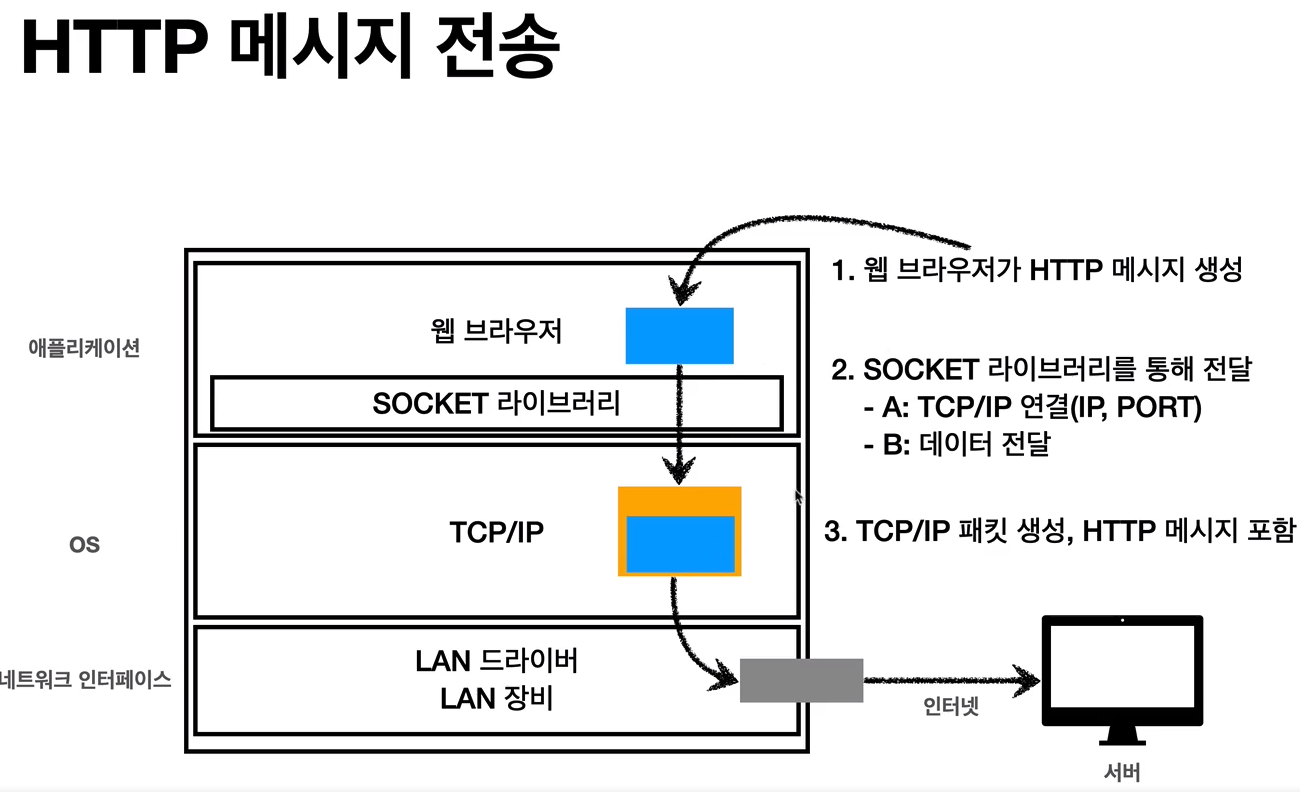 HTTP 메시지 전송
애플리케이션
웹 브라우저
SOCKET 라이브러리
OS
TCP/IP
네트워크 인터페이스
LAN 드라이버
LAN 장비
1. 웹 브라우저가 HTTP 메시지 생성
2. SOCKET 라이브러리를 통해 전달
- A: TCP/IP 연결(IP, PORT)
- B: 데이터 전달
3. TCP/IP 패킷 생성, HTTP 메시지 포함
인터넷
서버